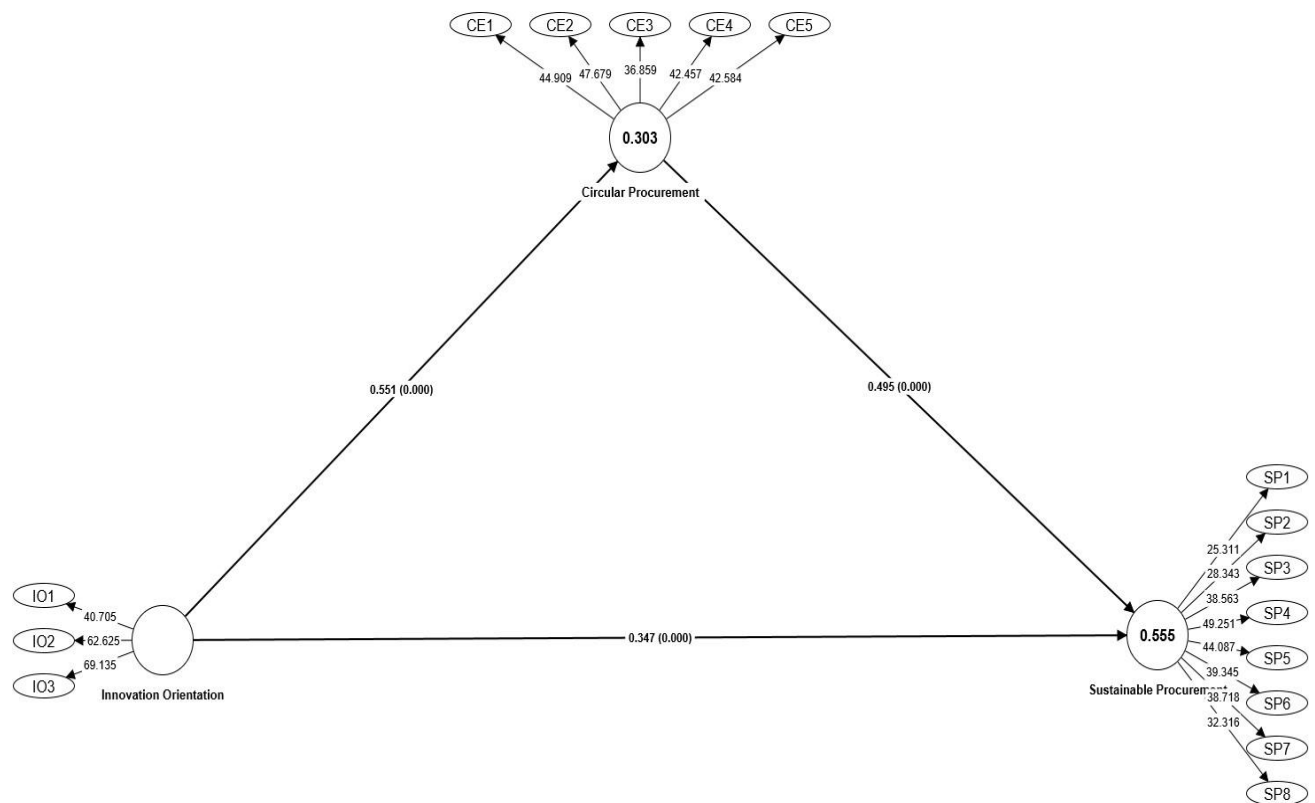 CE1 CE2 CE3 CE4 CE5
44.909 47.679 36.859 42.457 42.584
0.303
Circular Procurement
0.551 (0.000)
0.495 (0.000)
0.347 (0.000)
IO1
40.705
IO2
62.625
IO3
69.135
Innovation Orientation
0.555
Sustainable Procurement
SP1
25.311
SP2
28.343
SP3
38.563
SP4
49.251
SP5
44.087
SP6
39.345
SP7
38.718
SP8
32.316